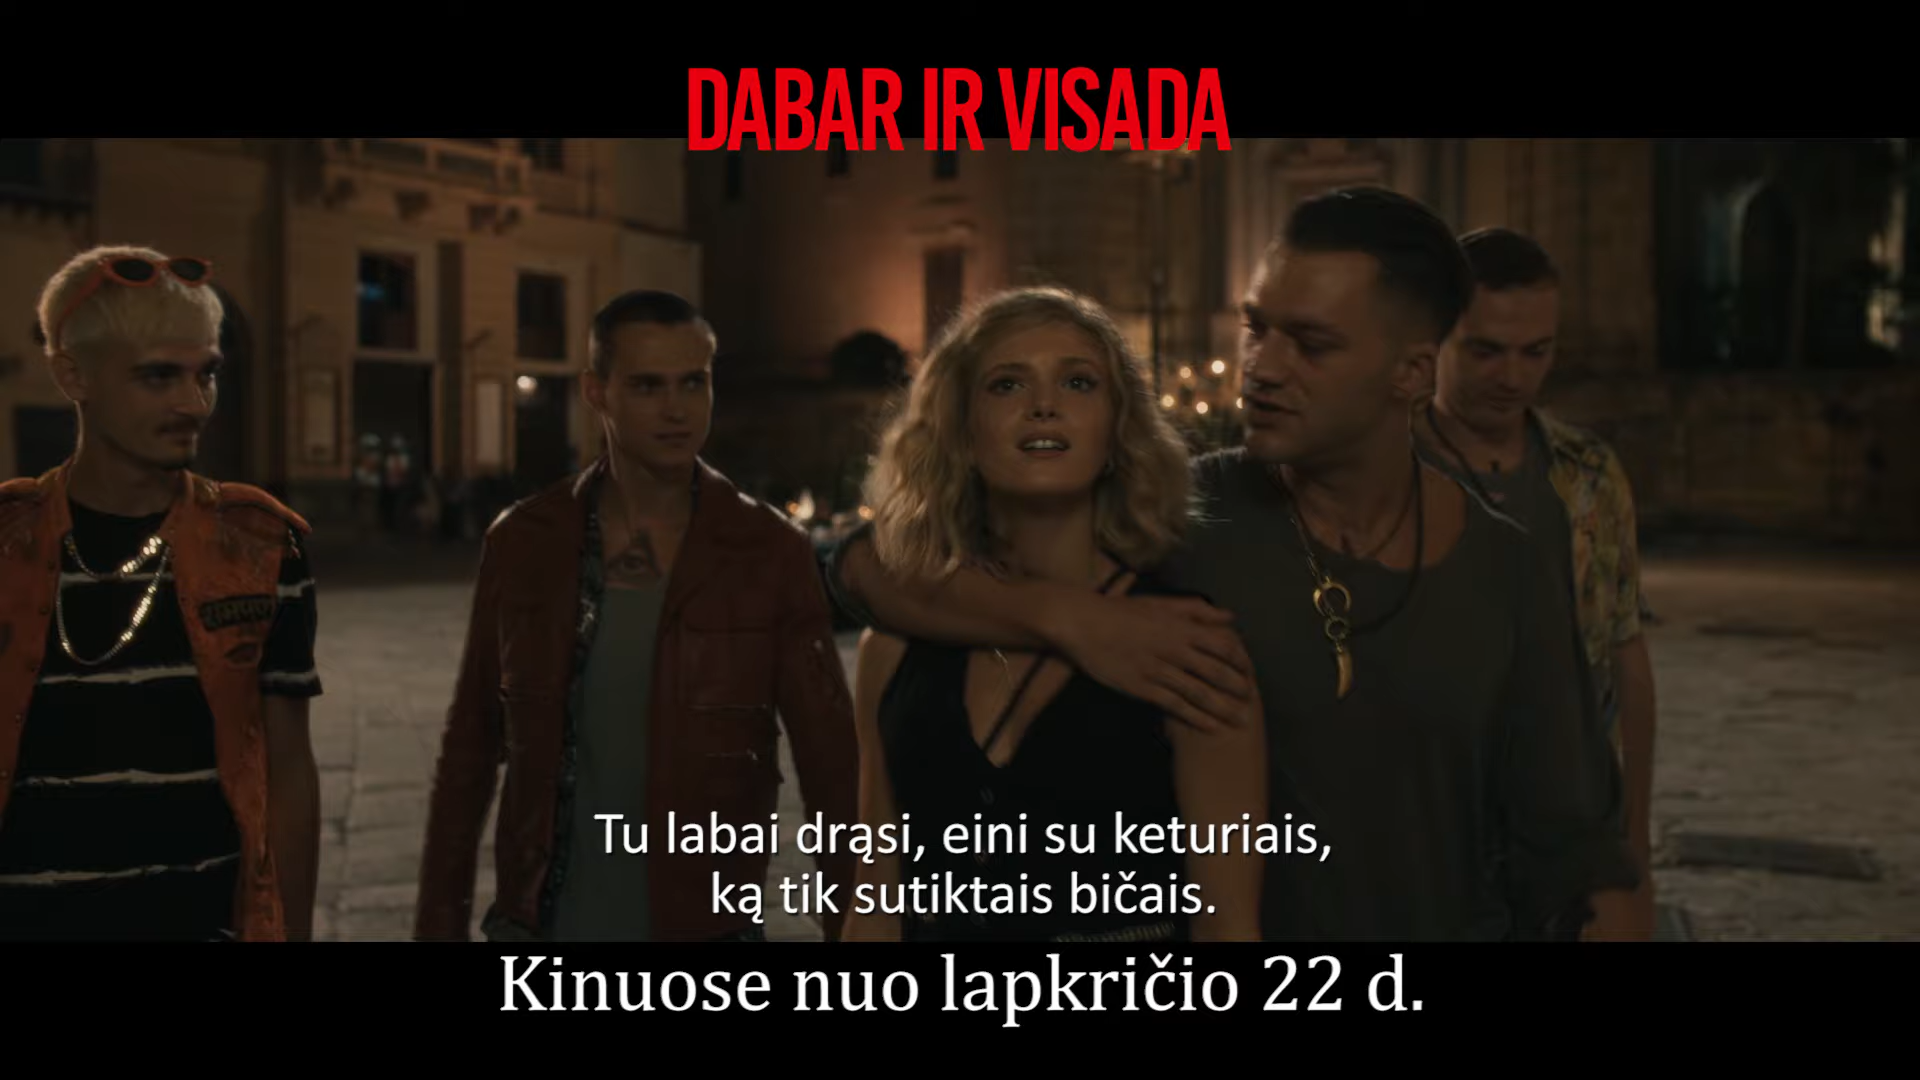 DABAR IR VISADA
Tu labai drąsi, eini su keturiais,
ką tik sutiktais bičais.
Kinuose nuo lapkričio 22 d.